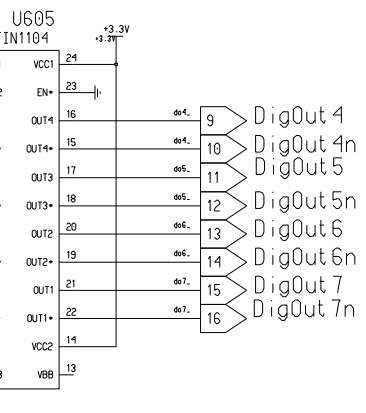 U605
TIN1104
+3.3V
+3.3V
VCC1 24
EN* 23
OUT4 16 do4_ 9 DigOut 4
OUT4* 15 do4_ 10 DigOut 4n
OUT3 17 do5_ 11 DigOut 5
OUT3* 18 do5_ 12 DigOut 5n
OUT2 20 do6_ 13 DigOut 6
OUT2* 19 do6_ 14 DigOut 6n
OUT1 21 do7_ 15 DigOut 7
OUT1* 22 do7_ 16 DigOut 7n
VCC2 14
VBB 13